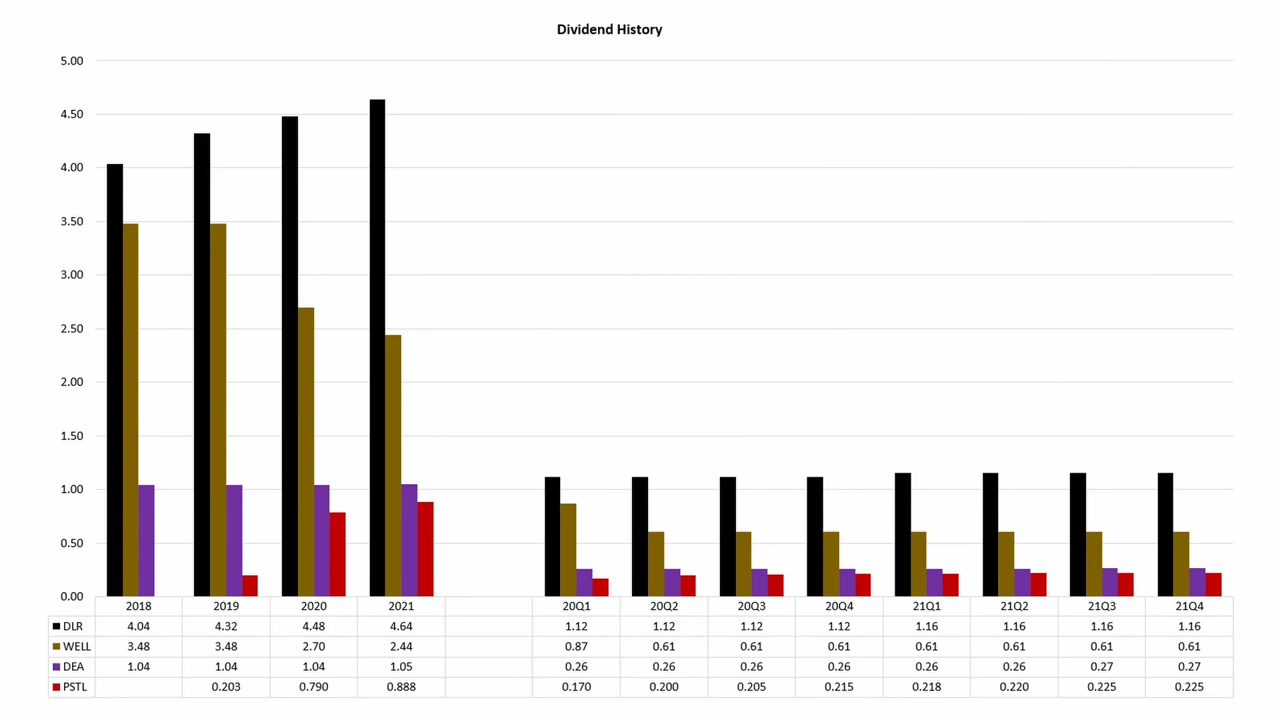 Dividend History
5.00
4.50
4.00
3.50
3.00
2.50
2.00
1.50
1.00
0.50
0.00
2018 2019 2020 2021 20Q1 20Q2 20Q3 20Q4 21Q1 21Q2 21Q3 21Q4
DLR 4.04 4.32 4.48 4.64 1.12 1.12 1.12 1.12 1.16 1.16 1.16 1.16
WELL 3.48 3.48 2.70 2.44 0.87 0.61 0.61 0.61 0.61 0.61 0.61 0.61
DEA 1.04 1.04 1.04 1.05 0.26 0.26 0.26 0.26 0.26 0.26 0.27 0.27
PSTL 0.203 0.790 0.888 0.170 0.200 0.205 0.215 0.218 0.220 0.225 0.225